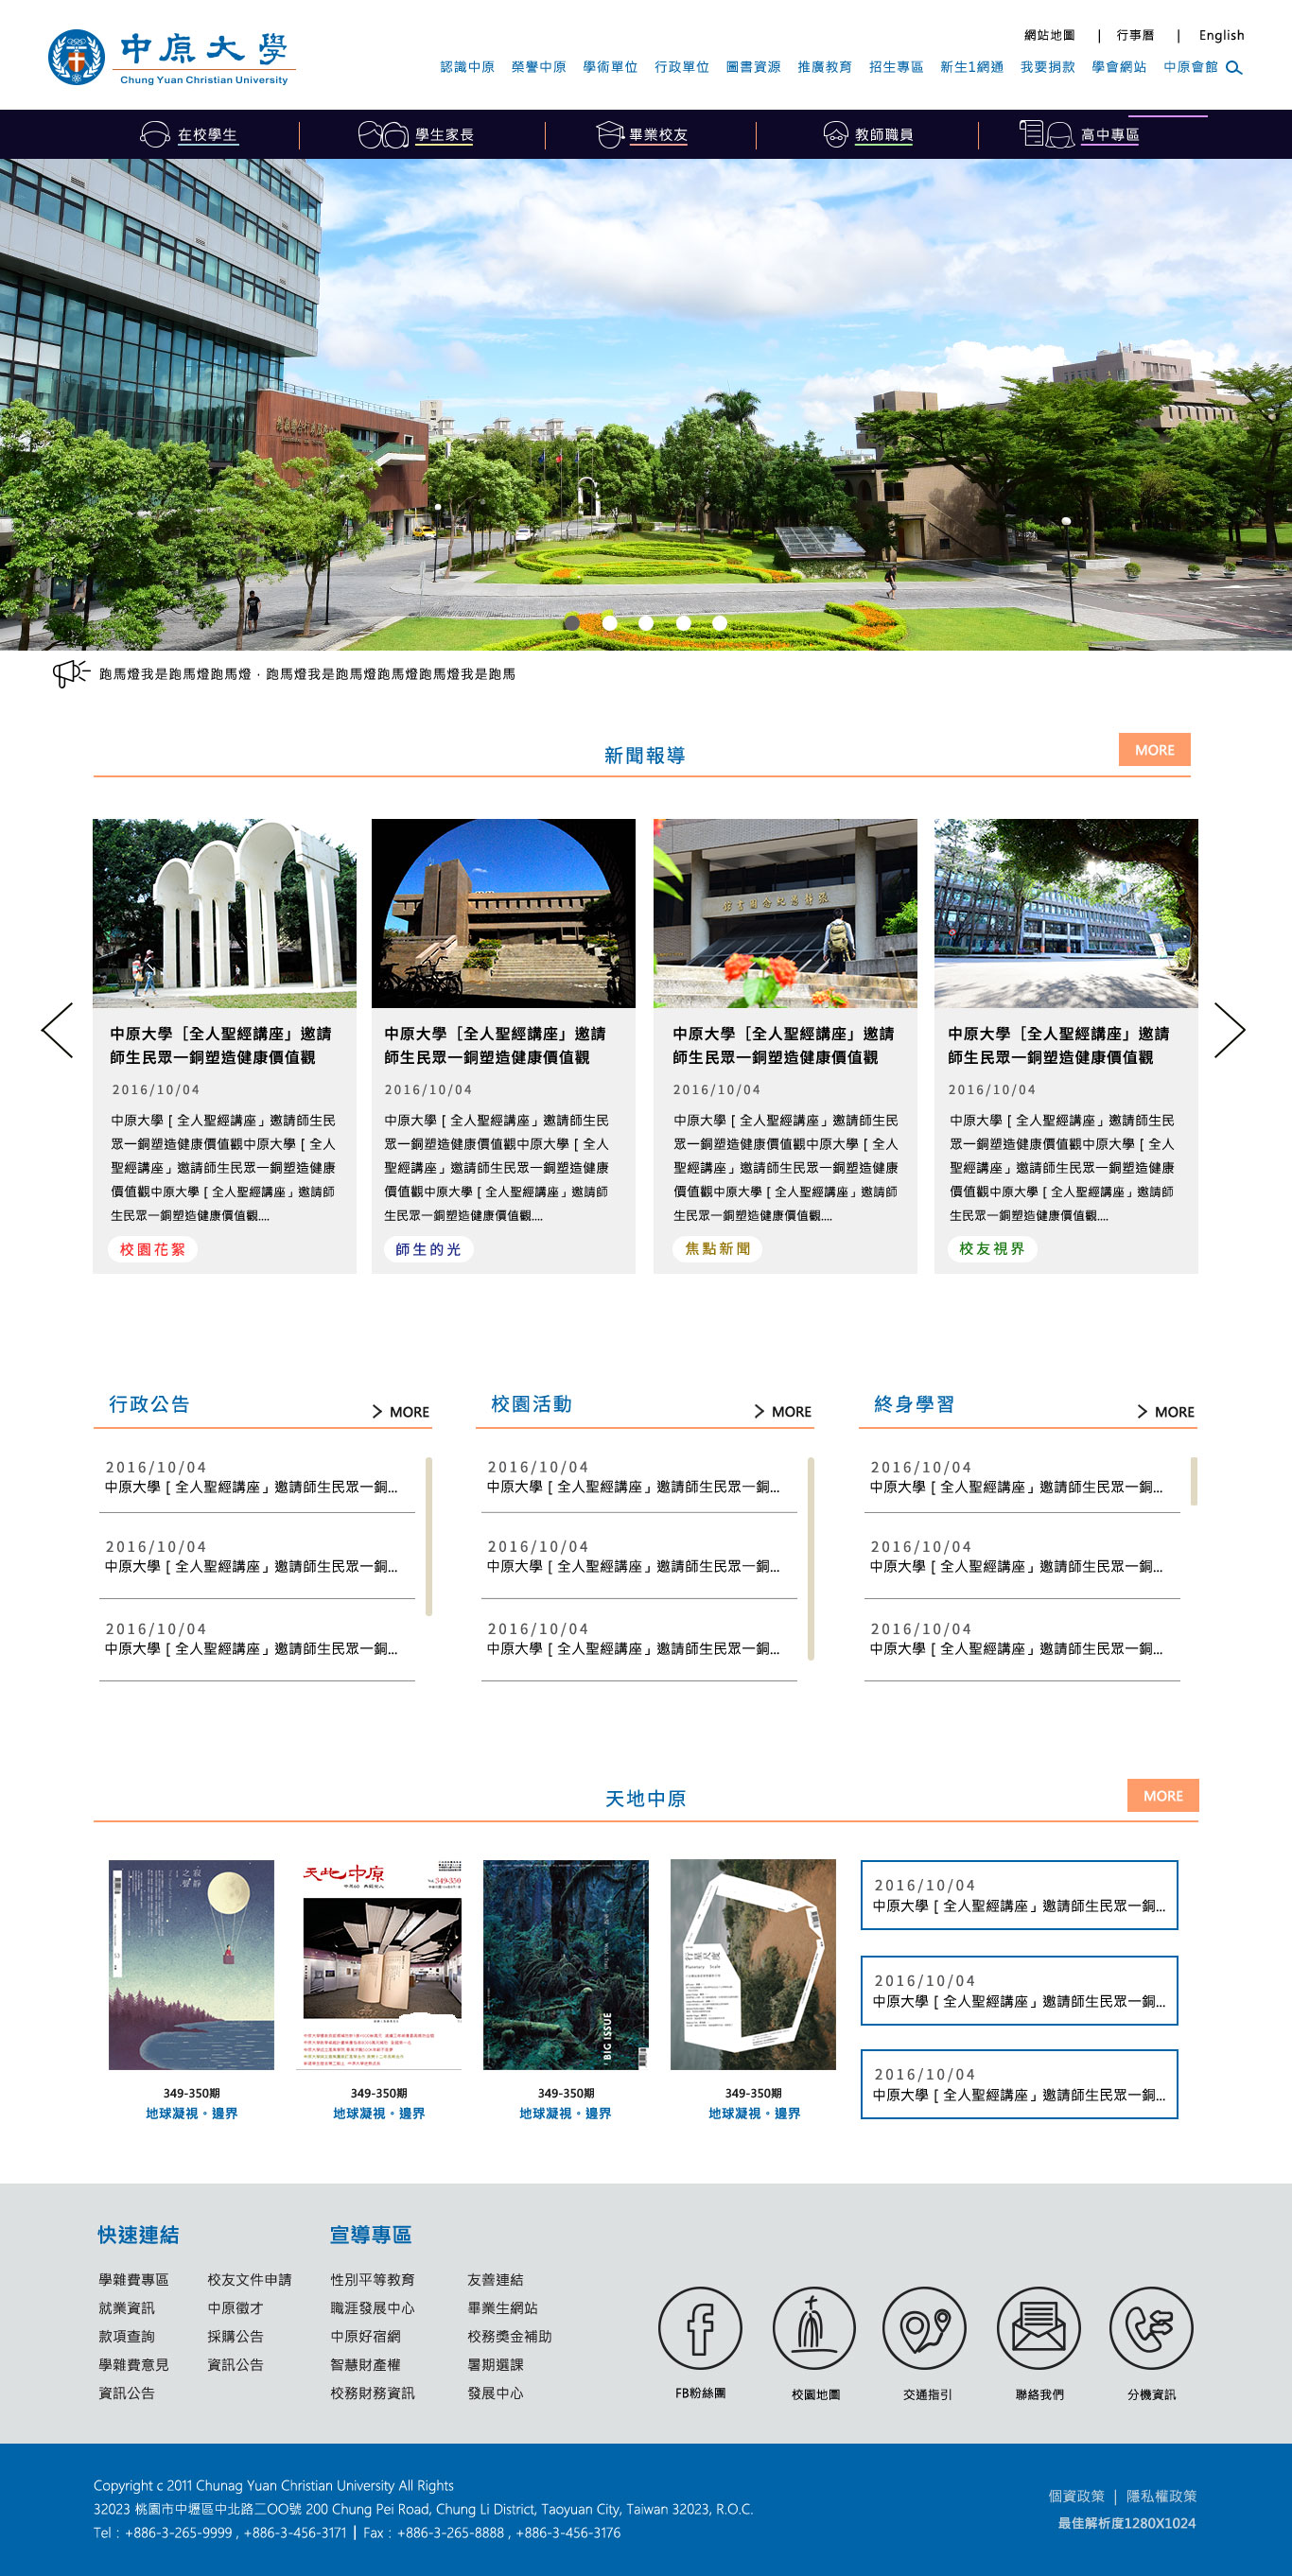 中原大學
Chung Yuan Christian University
網站地圖 | 行事曆 | English
認識中原 榮譽中原 學術單位 行政單位 圖書資源 推廣教育 招生專區 新生1網通 我要捐款 學會網站 中原會館
在校學生 學生家長 畢業校友 教師職員 高中專區
跑馬燈我是跑馬燈跑馬燈，跑馬燈我是跑馬燈跑馬燈跑馬燈我是跑馬
新聞報導
MORE
張靜愚紀念圖書館
中原大學［全人聖經講座」邀請
師生民眾一銅塑造健康價值觀
2016/10/04
中原大學 [ 全人聖經講座」邀請師生民
眾一銅塑造健康價值觀中原大學 [ 全人
聖經講座」邀請師生民眾一銅塑造健康
價值觀中原大學 [ 全人聖經講座」邀請師
生民眾一銅塑造健康價值觀....
校園花絮
中原大學［全人聖經講座」邀請
師生民眾一銅塑造健康價值觀
2016/10/04
中原大學 [ 全人聖經講座」邀請師生民
眾一銅塑造健康價值觀中原大學 [ 全人
聖經講座」邀請師生民眾一銅塑造健康
價值觀中原大學 [ 全人聖經講座」邀請師
生民眾一銅塑造健康價值觀....
師生的光
中原大學［全人聖經講座」邀請
師生民眾一銅塑造健康價值觀
2016/10/04
中原大學 [ 全人聖經講座」邀請師生民
眾一銅塑造健康價值觀中原大學 [ 全人
聖經講座」邀請師生民眾一銅塑造健康
價值觀中原大學 [ 全人聖經講座」邀請師
生民眾一銅塑造健康價值觀....
焦點新聞
中原大學［全人聖經講座」邀請
師生民眾一銅塑造健康價值觀
2016/10/04
中原大學 [ 全人聖經講座」邀請師生民
眾一銅塑造健康價值觀中原大學 [ 全人
聖經講座」邀請師生民眾一銅塑造健康
價值觀中原大學 [ 全人聖經講座」邀請師
生民眾一銅塑造健康價值觀....
校友視界
行政公告
MORE
2016/10/04
中原大學 [ 全人聖經講座」邀請師生民眾一銅...
2016/10/04
中原大學 [ 全人聖經講座」邀請師生民眾一銅...
2016/10/04
中原大學 [ 全人聖經講座」邀請師生民眾一銅...
校園活動
MORE
2016/10/04
中原大學 [ 全人聖經講座」邀請師生民眾一銅...
2016/10/04
中原大學 [ 全人聖經講座」邀請師生民眾一銅...
2016/10/04
中原大學 [ 全人聖經講座」邀請師生民眾一銅...
終身學習
MORE
2016/10/04
中原大學 [ 全人聖經講座」邀請師生民眾一銅...
2016/10/04
中原大學 [ 全人聖經講座」邀請師生民眾一銅...
2016/10/04
中原大學 [ 全人聖經講座」邀請師生民眾一銅...
天地中原
MORE
寂靜
之聲
天地中原
349-350
BIG ISSUE
行星尺度
Planetary Scale
349-350期
地球凝視。邊界
349-350期
地球凝視。邊界
349-350期
地球凝視。邊界
349-350期
地球凝視。邊界
2016/10/04
中原大學 [ 全人聖經講座」邀請師生民眾一銅...
2016/10/04
中原大學 [ 全人聖經講座」邀請師生民眾一銅...
2016/10/04
中原大學 [ 全人聖經講座」邀請師生民眾一銅...
快速連結
學雜費專區 校友文件申請
就業資訊 中原徵才
款項查詢 採購公告
學雜費意見 資訊公告
資訊公告
宣導專區
性別平等教育 友善連結
職涯發展中心 畢業生網站
中原好宿網 校務獎金補助
智慧財產權 暑期選課
校務財務資訊 發展中心
FB粉絲團 校園地圖 交通指引 聯絡我們 分機資訊
Copyright c 2011 Chunag Yuan Christian University All Rights
32023 桃園市中壢區中北路二OO號 200 Chung Pei Road, Chung Li District, Taoyuan City, Taiwan 32023, R.O.C.
Tel : +886-3-265-9999 , +886-3-456-3171 | Fax : +886-3-265-8888 , +886-3-456-3176
個資政策 | 隱私權政策
最佳解析度1280X1024